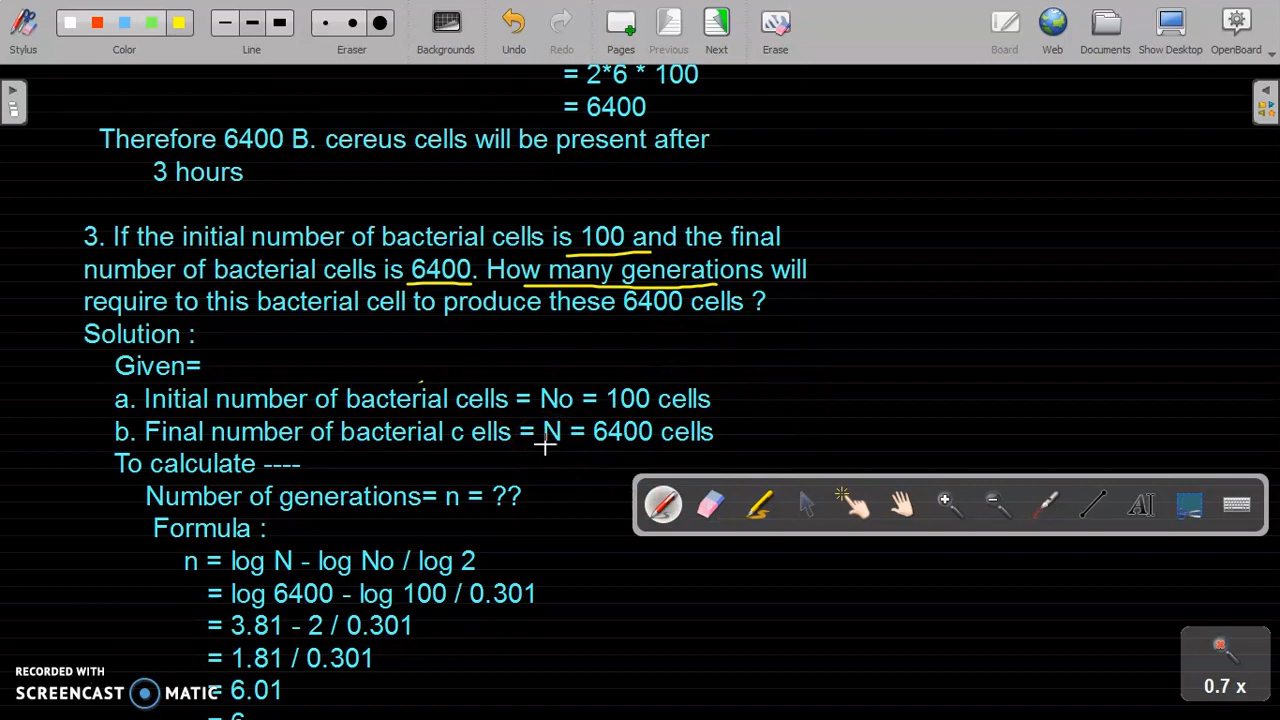 Stylus Color Line Eraser Backgrounds Undo Redo Pages Previous Next Erase Board Web Documents Show Desktop OpenBoard
= 2*6 * 100
= 6400
Therefore 6400 B. cereus cells will be present after
3 hours
3. If the initial number of bacterial cells is 100 and the final
number of bacterial cells is 6400. How many generations will
require to this bacterial cell to produce these 6400 cells ?
Solution :
Given=
a. Initial number of bacterial cells = No = 100 cells
b. Final number of bacterial c ells = N = 6400 cells
To calculate ----
Number of generations= n = ??
Formula :
n = log N - log No / log 2
= log 6400 - log 100 / 0.301
= 3.81 - 2 / 0.301
= 1.81 / 0.301
= 6.01
= 6
AI
0.7 x
RECORDED WITH
SCREENCAST MATIC